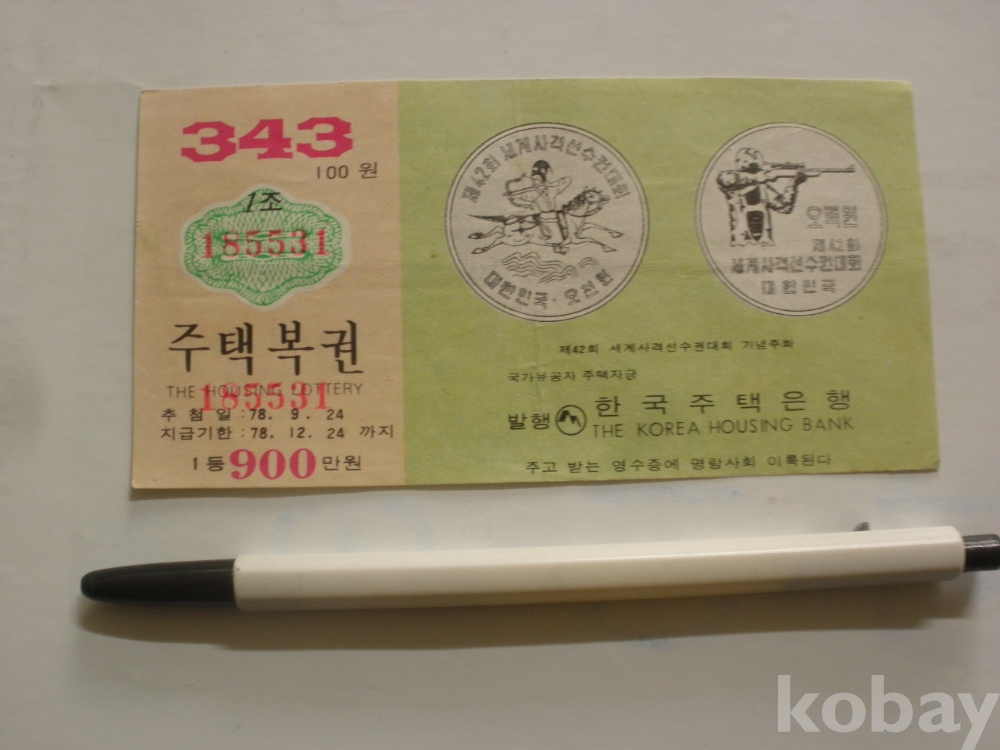 343
100 원
1조
185531
주택복권
THE HOUSING LOTTERY
185531
추첨일 : 78. 9. 24
지급기한 : 78. 12. 24 까지
1등 900 만원
제42회 세계사격선수권대회
대한민국 · 오천원
오백원
제42회
세계사격선수권대회
대한민국
제42회 세계사격선수권대회 기념주화
국가유공자 주택자금
발행 한국주택은행
THE KOREA HOUSING BANK
주고 받는 영수증에 명랑사회 이룩된다
kobay